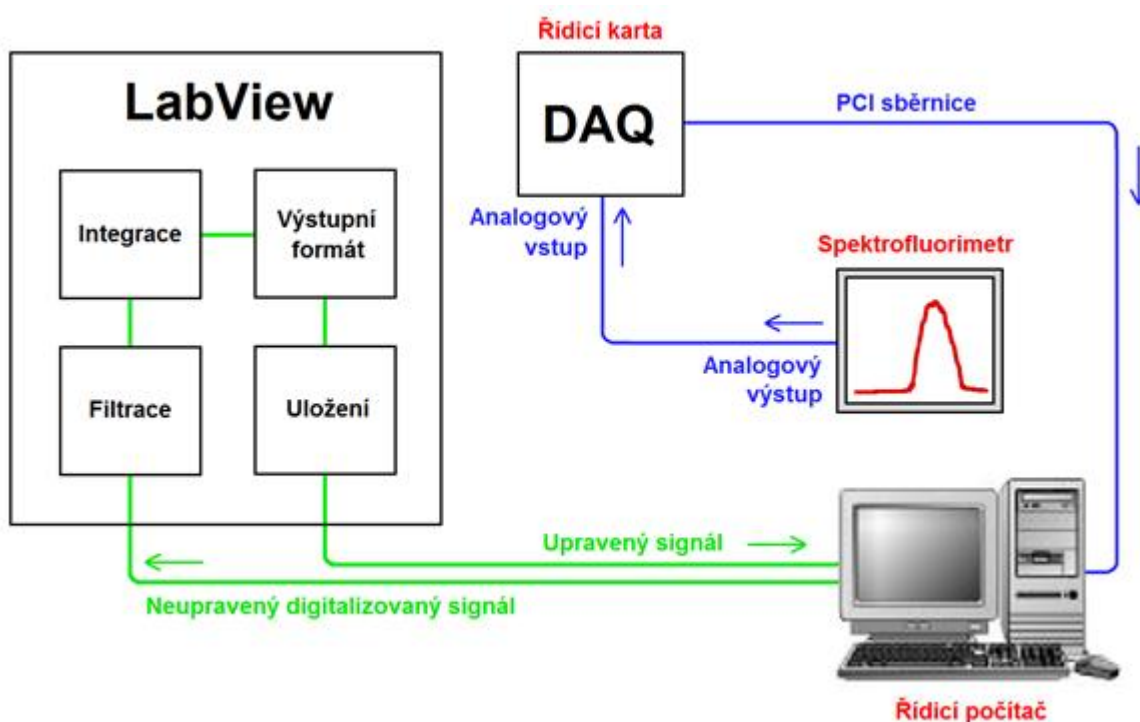 Řídicí karta
LabView
DAQ
PCI sběrnice
Integrace
Výstupní
formát
Analogový
vstup
Spektrofluorimetr
Filtrace
Uložení
Analogový
výstup
Upravený signál
Neupravený digitalizovaný signál
Řídicí počítač